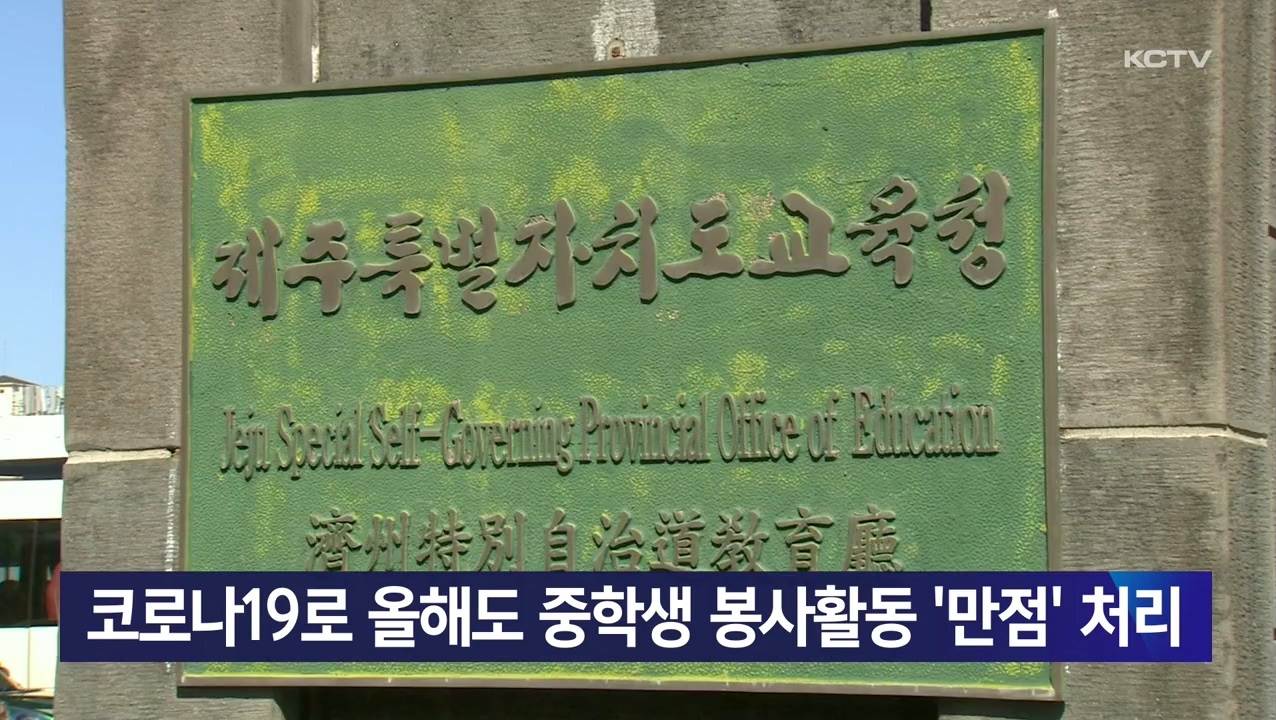 KCTV
제주특별자치도교육청
Jeju Special Self-Governing Provincial Office of Education
濟州特別自治道教育廳
코로나19로 올해도 중학생 봉사활동 '만점' 처리